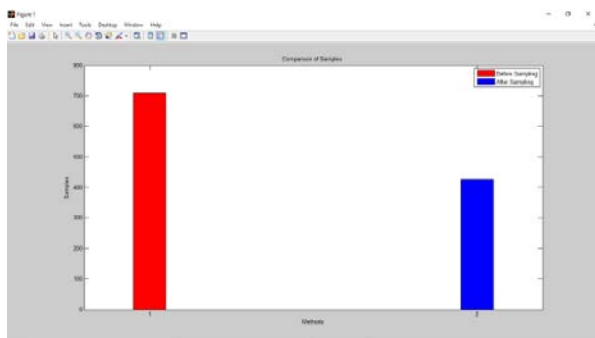 Figure 1
File Edit View Insert Tools Desktop Window Help
Comparison of Samples
Before Sampling
After Sampling
800
700
600
500
400
300
200
100
0
Samples
1 2
Methods